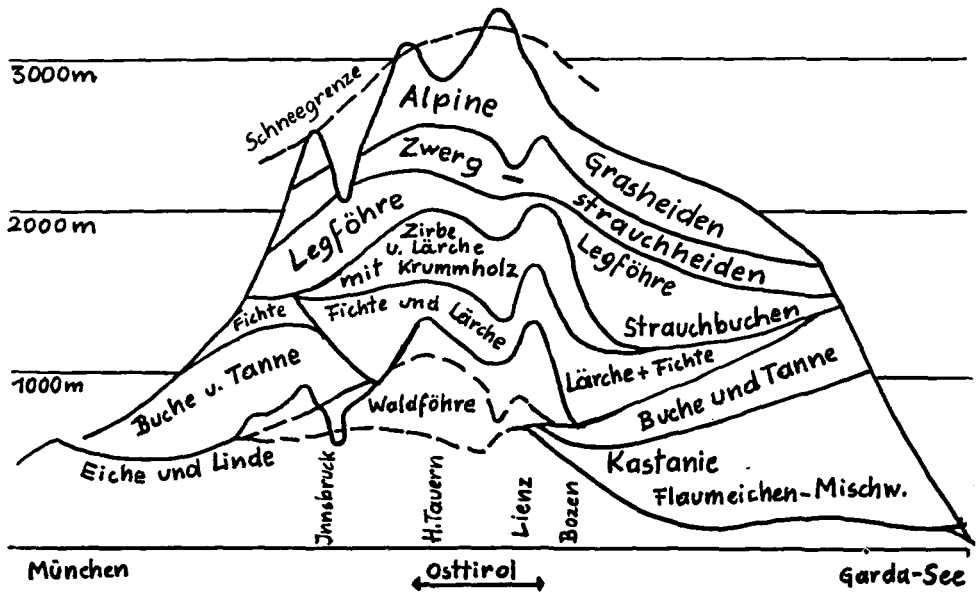 3000m
Schneegrenze
Alpine
Grasheiden
Zwerg -
strauchheiden
2000m
Legföhre
Legföhre
Zirbe
u. Lärche
mit Krummholz
Fichte
Fichte und Lärche
Strauchbuchen
1000m
Buche u. Tanne
Waldföhre
Lärche + Fichte
Buche und Tanne
Eiche und Linde
Kastanie
Flaumeichen-Mischw.
Innsbruck
H.Tauern
Lienz
Bozen
München
Osttirol
Garda-See